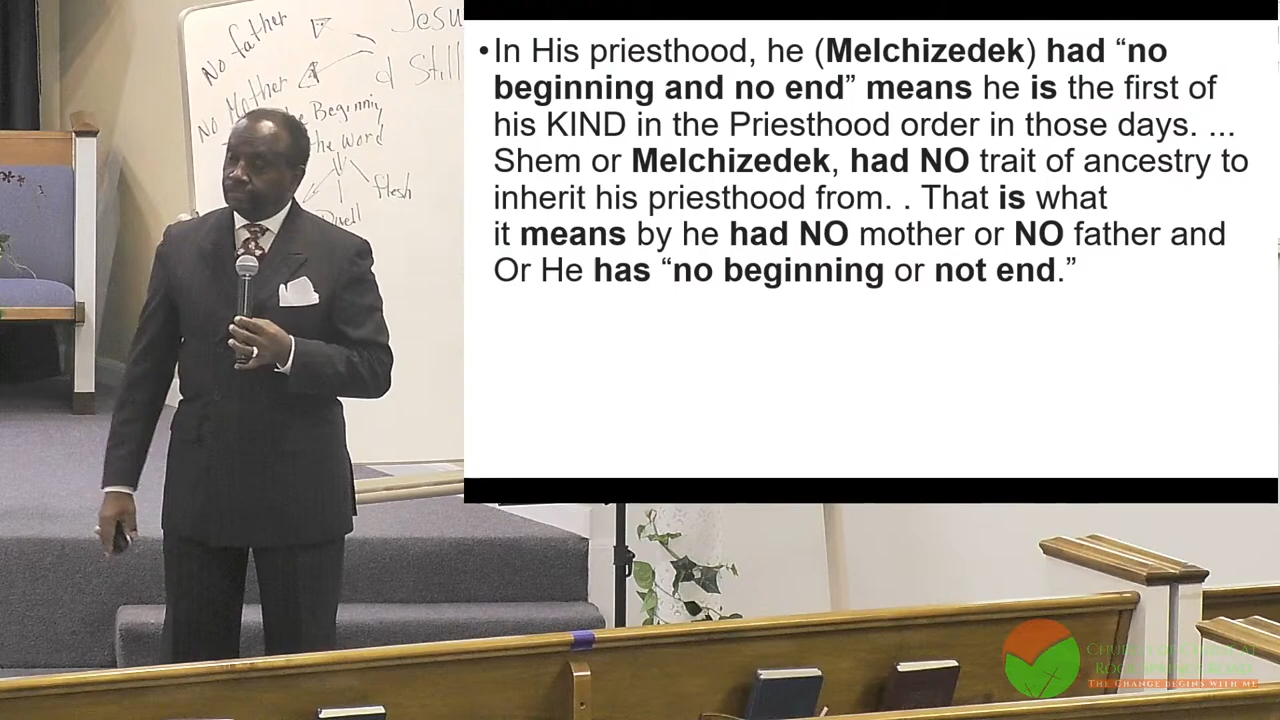 No father
Jesu
No Mother
d Still
Beginning
the Word
flesh
Dwell
•In His priesthood, he (Melchizedek) had “no
beginning and no end” means he is the first of
his KIND in the Priesthood order in those days. ...
Shem or Melchizedek, had NO trait of ancestry to
inherit his priesthood from. . That is what
it means by he had NO mother or NO father and
Or He has “no beginning or not end.”
THE CHANGE BEGINS WITH ME